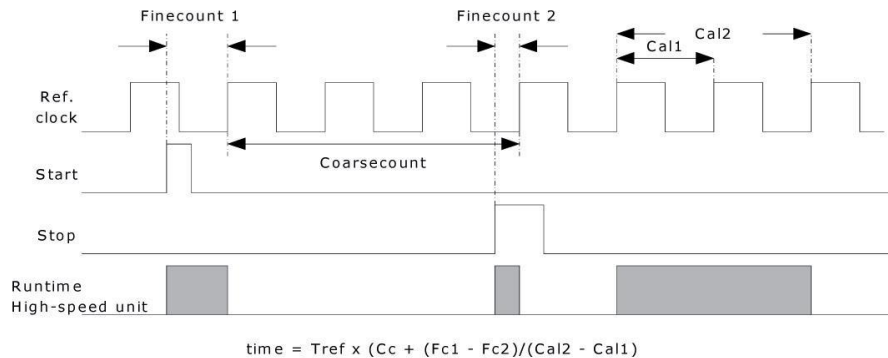 Finecount 1
Finecount 2
Cal2
Cal1
Ref.
clock
Coarsecount
Start
Stop
Runtime
High-speed unit
time = Tref x (Cc + (Fc1 - Fc2)/(Cal2 - Cal1)